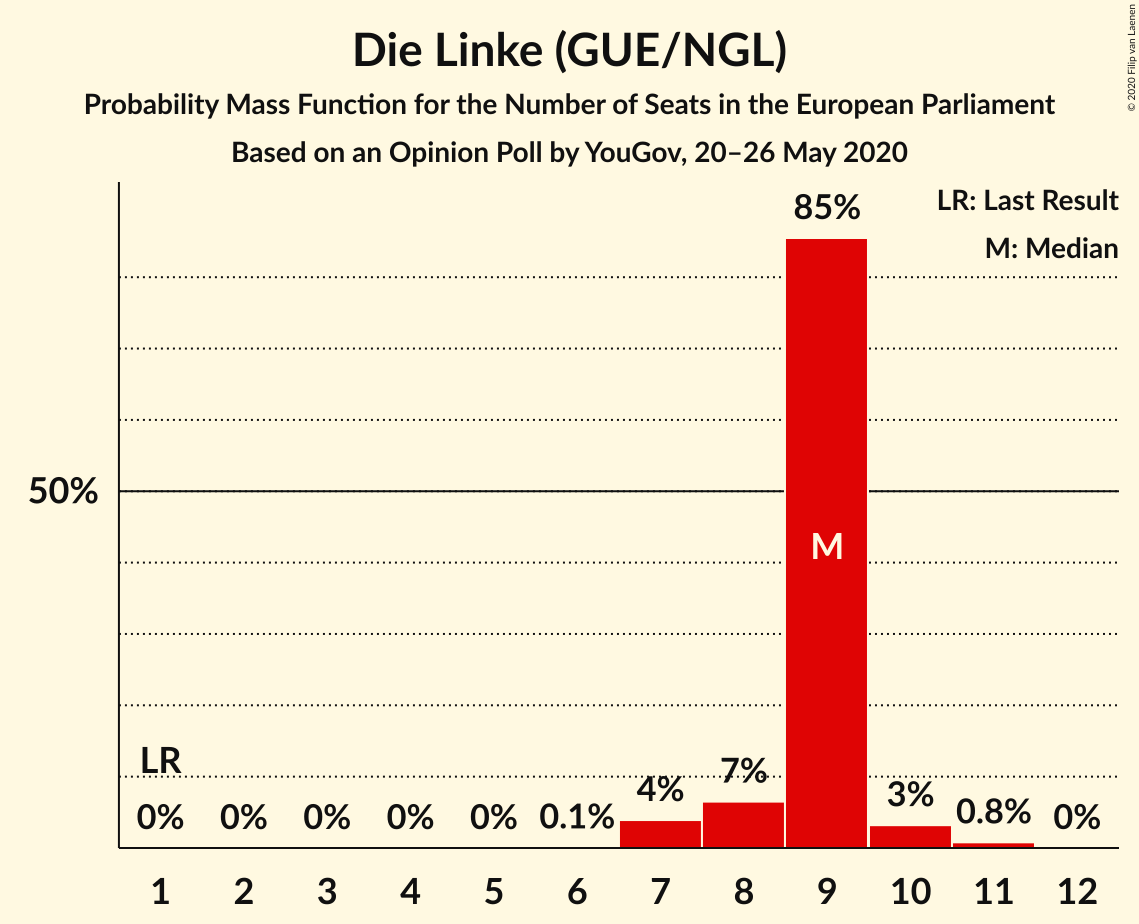 Die Linke (GUE/NGL)
Probability Mass Function for the Number of Seats in the European Parliament
Based on an Opinion Poll by YouGov, 20–26 May 2020
© 2020 Filip van Laenen
LR: Last Result
M: Median
85%
50%
M
LR
0% 0% 0% 0% 0% 0.1% 4% 7% 3% 0.8% 0%
1 2 3 4 5 6 7 8 9 10 11 12